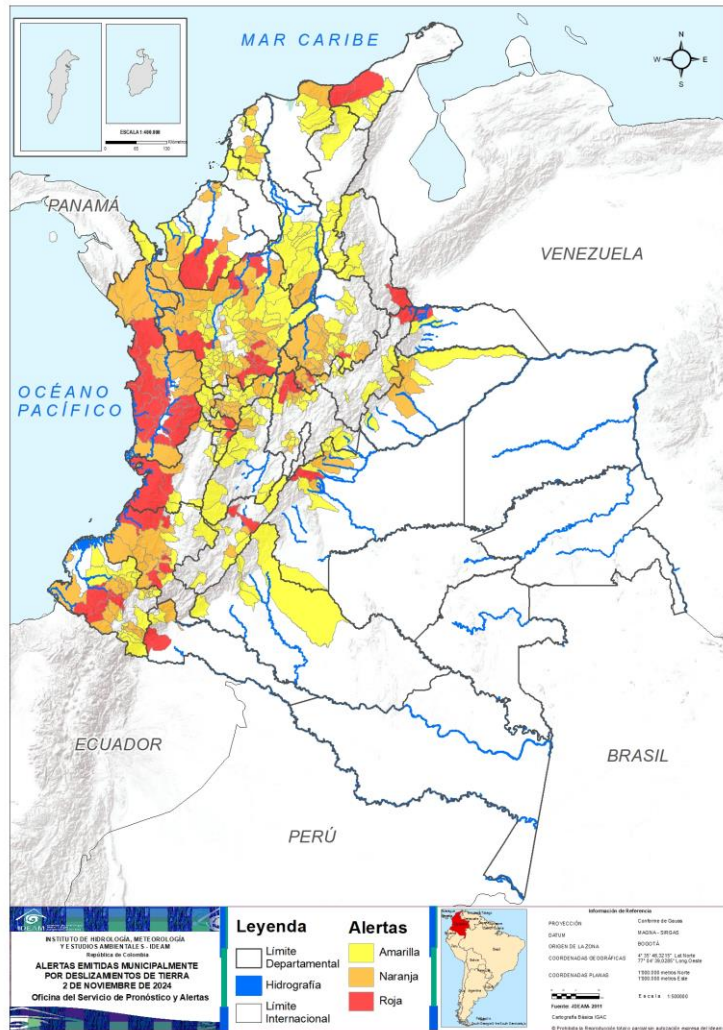 MAR CARIBE
N
W
E
S
ESCALA 1:400,000
PANAMÁ
VENEZUELA
OCÉANO
PACÍFICO
ECUADOR
BRASIL
PERÚ
IDEAM
INSTITUTO DE HIDROLOGÍA, METEOROLOGÍA
Y ESTUDIOS AMBIENTALES - IDEAM
República de Colombia
ALERTAS EMITIDAS MUNICIPALMENTE
POR DESLIZAMIENTOS DE TIERRA
2 DE NOVIEMBRE DE 2024
Oficina del Servicio de Pronóstico y Alertas
Leyenda
Límite
Departamental
Hidrografía
Límite
Internacional
Alertas
Amarilla
Naranja
Roja
Información de Referencia
PROYECCIÓN
Conforme de Gauss
DATUM
MAGNA - SIRGAS
ORIGEN DE LA ZONA
BOGOTÁ
COORDENADAS GEOGRÁFICAS
COORDENADAS PLANAS
Escala
Fuente: IDEAM- 2011
Cartografía Básica IGAC